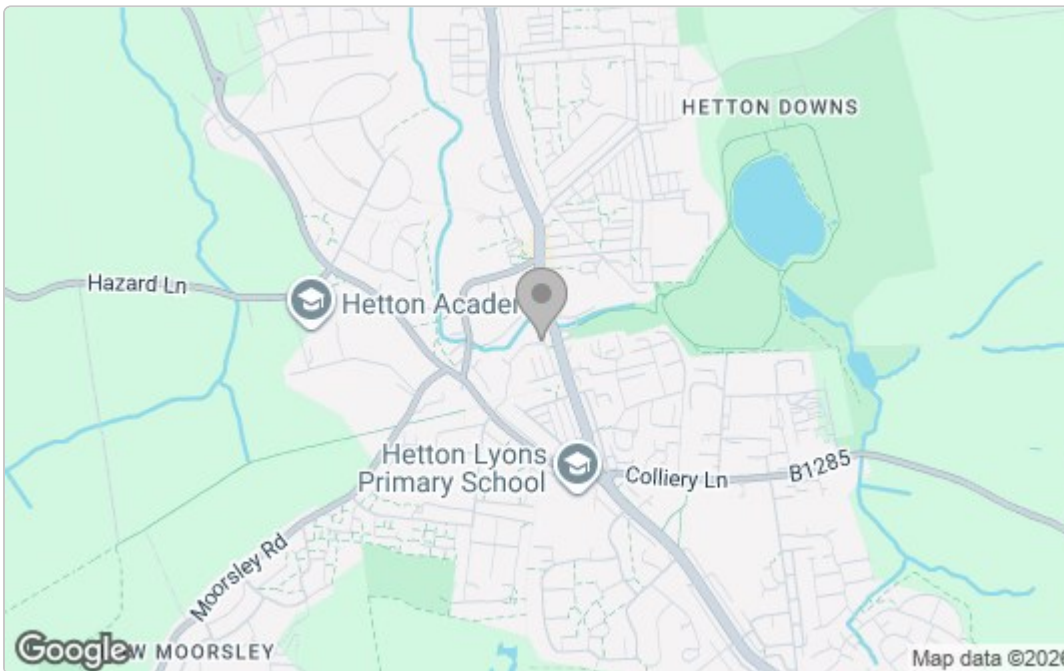 HETTON DOWNS
Hazard Ln
Hetton Acade
Hetton Lyons
Primary School
Colliery Ln
B1285
Moorsley Rd
W MOORSLEY
Google
Map data ©202